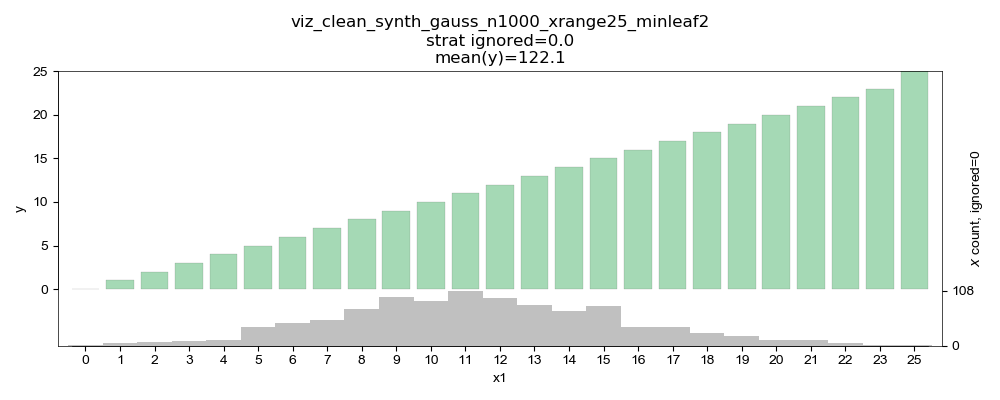 viz_clean_synth_gauss_n1000_xrange25_minleaf2
strat ignored=0.0
mean(y)=122.1
25
20
15
10
5
0
y
x count, ignored=0
108
0
0 1 2 3 4 5 6 7 8 9 10 11 12 13 14 15 16 17 18 19 20 21 22 23 25
x1